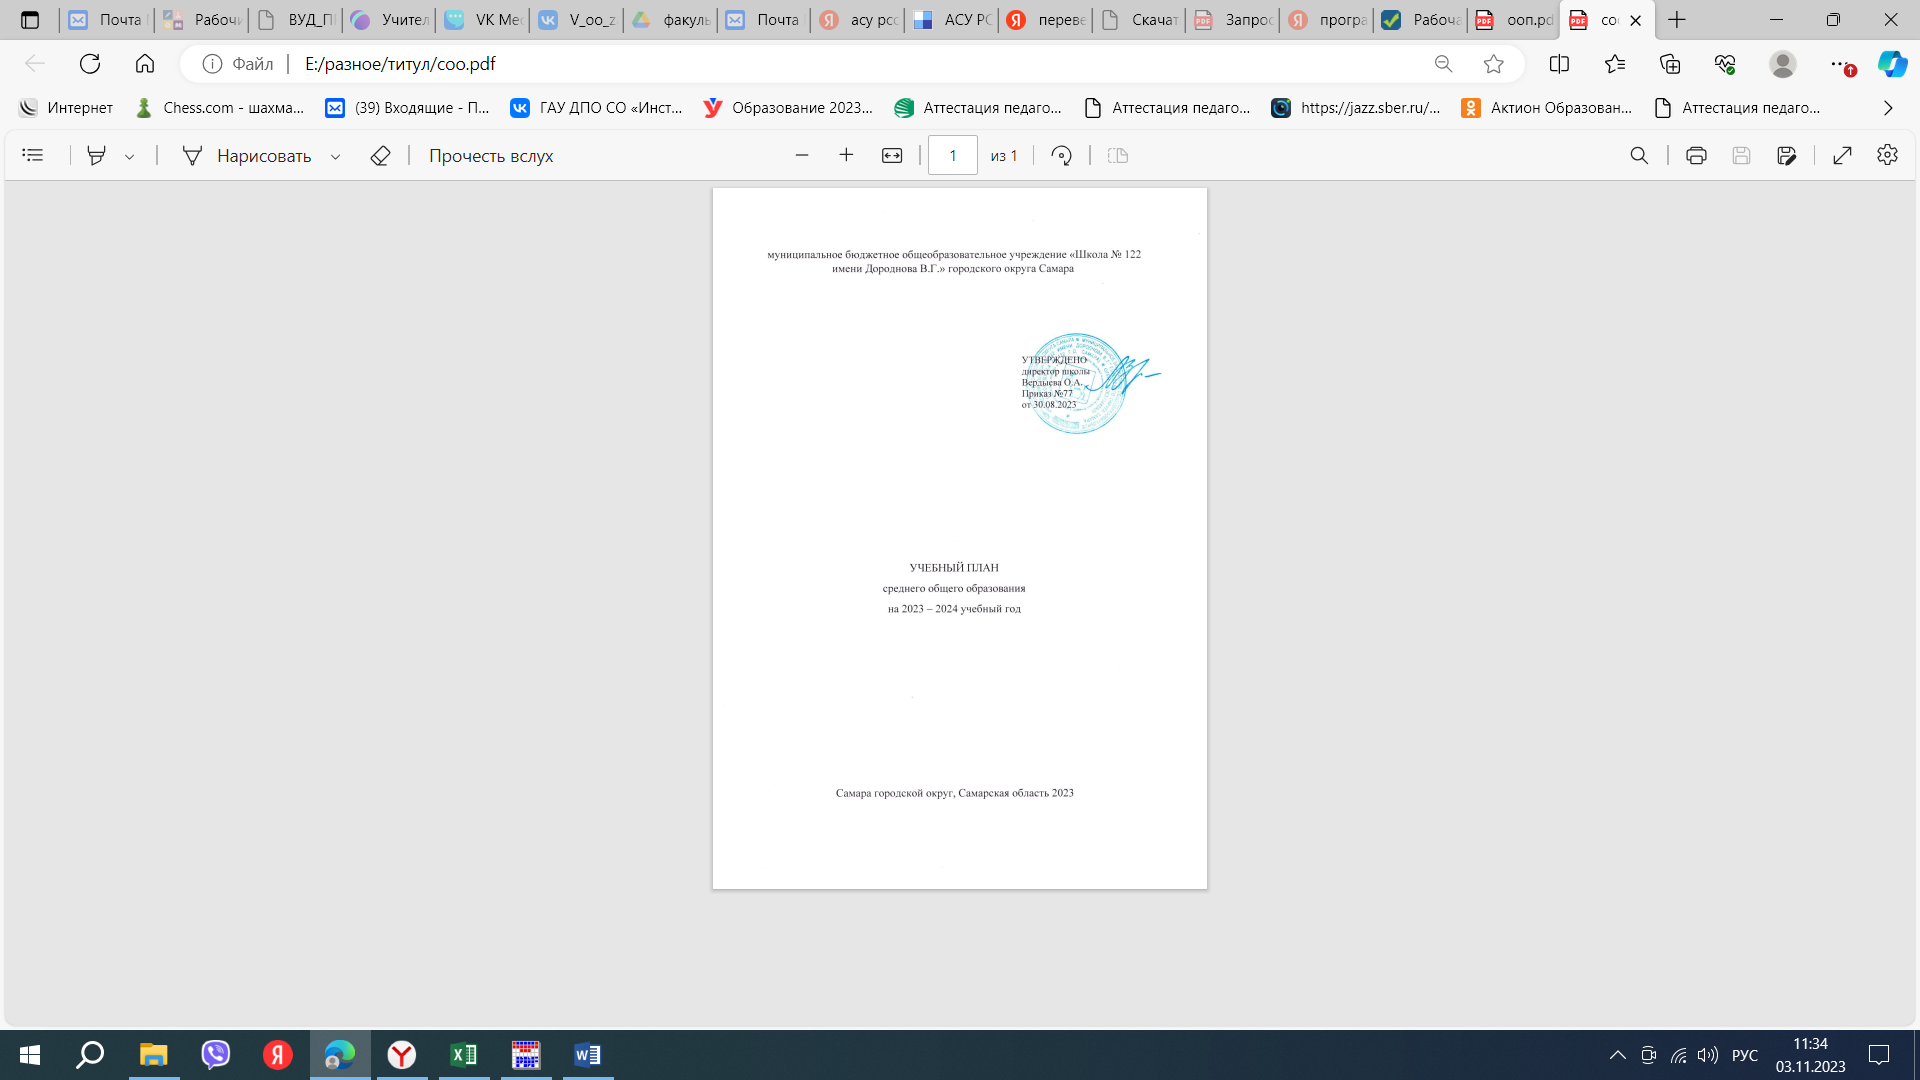 Почта
Рабочи
ВУД_П
Учител
VK Мес
V_oo_z
факуль
Почта
асу рсо
АСУ РС
переве
Скачат
Запрос
програ
Рабоча
ооп.pd
соо
Файл
E:/разное/титул/соо.pdf
Интернет
Chess.com - шахма...
(39) Входящие - П...
ГАУ ДПО СО «Инст...
Образование 2023...
Аттестация педаго...
Аттестация педаго...
https://jazz.sber.ru/...
Актион Образован...
Аттестация педаго...
Нарисовать
Прочесть вслух
1 из 1
муниципальное бюджетное общеобразовательное учреждение «Школа № 122
имени Дороднова В.Г.» городского округа Самара
УТВЕРЖДЕНО
директор школы
Вердыева О.А.
Приказ №77
от 30.08.2023
УЧЕБНЫЙ ПЛАН
среднего общего образования
на 2023 – 2024 учебный год
Самара городской округ, Самарская область 2023
РУС
11:34
03.11.2023